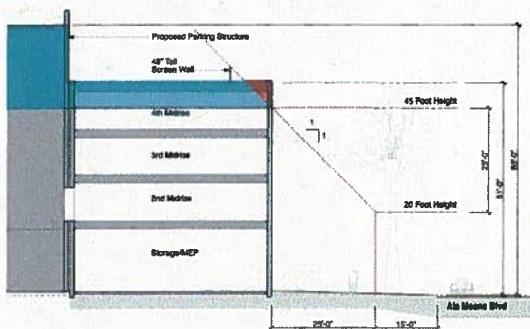 Proposed Parking Structure
48" Tall
Screen Wall
45 Foot Height
4th Midrise
1
1
3rd Midrise
2nd Midrise
20 Foot Height
Storage/MEP
Ala Moana Blvd
25'-0"
15'-0"
25'-0"